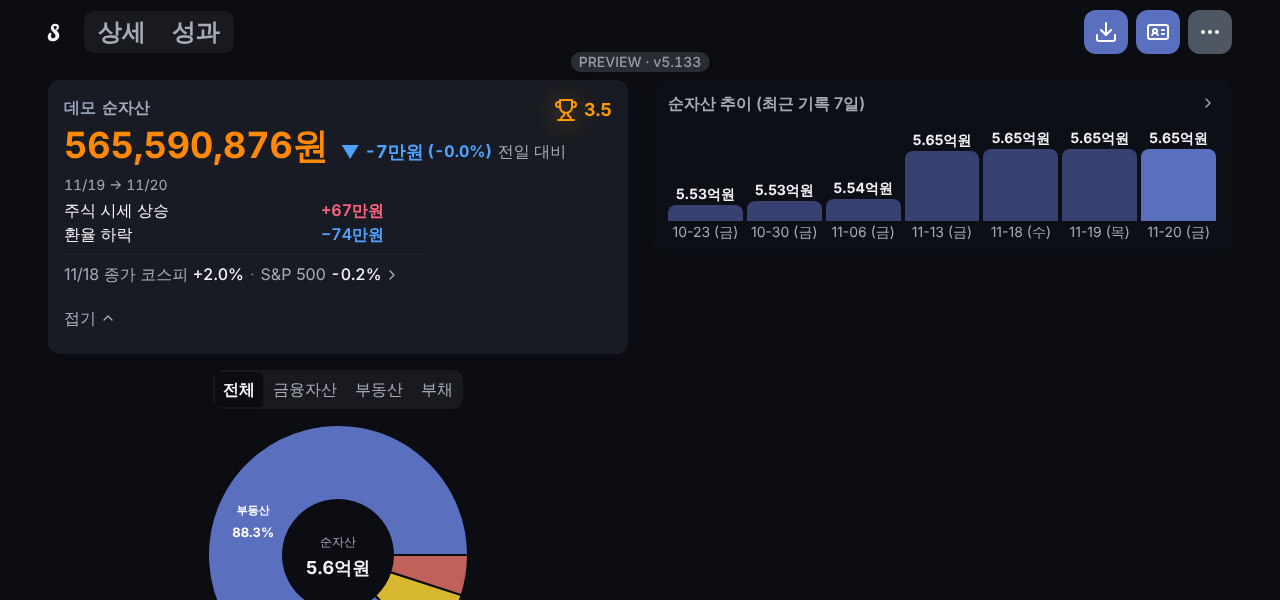 S 상세 성과
PREVIEW · v5.133
데모 순자산
3.5
565,590,876원 ▼ -7만원 (-0.0%) 전일 대비
11/19 → 11/20
주식 시세 상승 +67만원
환율 하락 −74만원
11/18 종가 코스피 +2.0% · S&P 500 -0.2% >
접기
순자산 추이 (최근 기록 7일) >
5.53억원 5.53억원 5.54억원 5.65억원 5.65억원 5.65억원 5.65억원
10-23 (금) 10-30 (금) 11-06 (금) 11-13 (금) 11-18 (수) 11-19 (목) 11-20 (금)
전체 금융자산 부동산 부채
부동산
88.3%
순자산
5.6억원